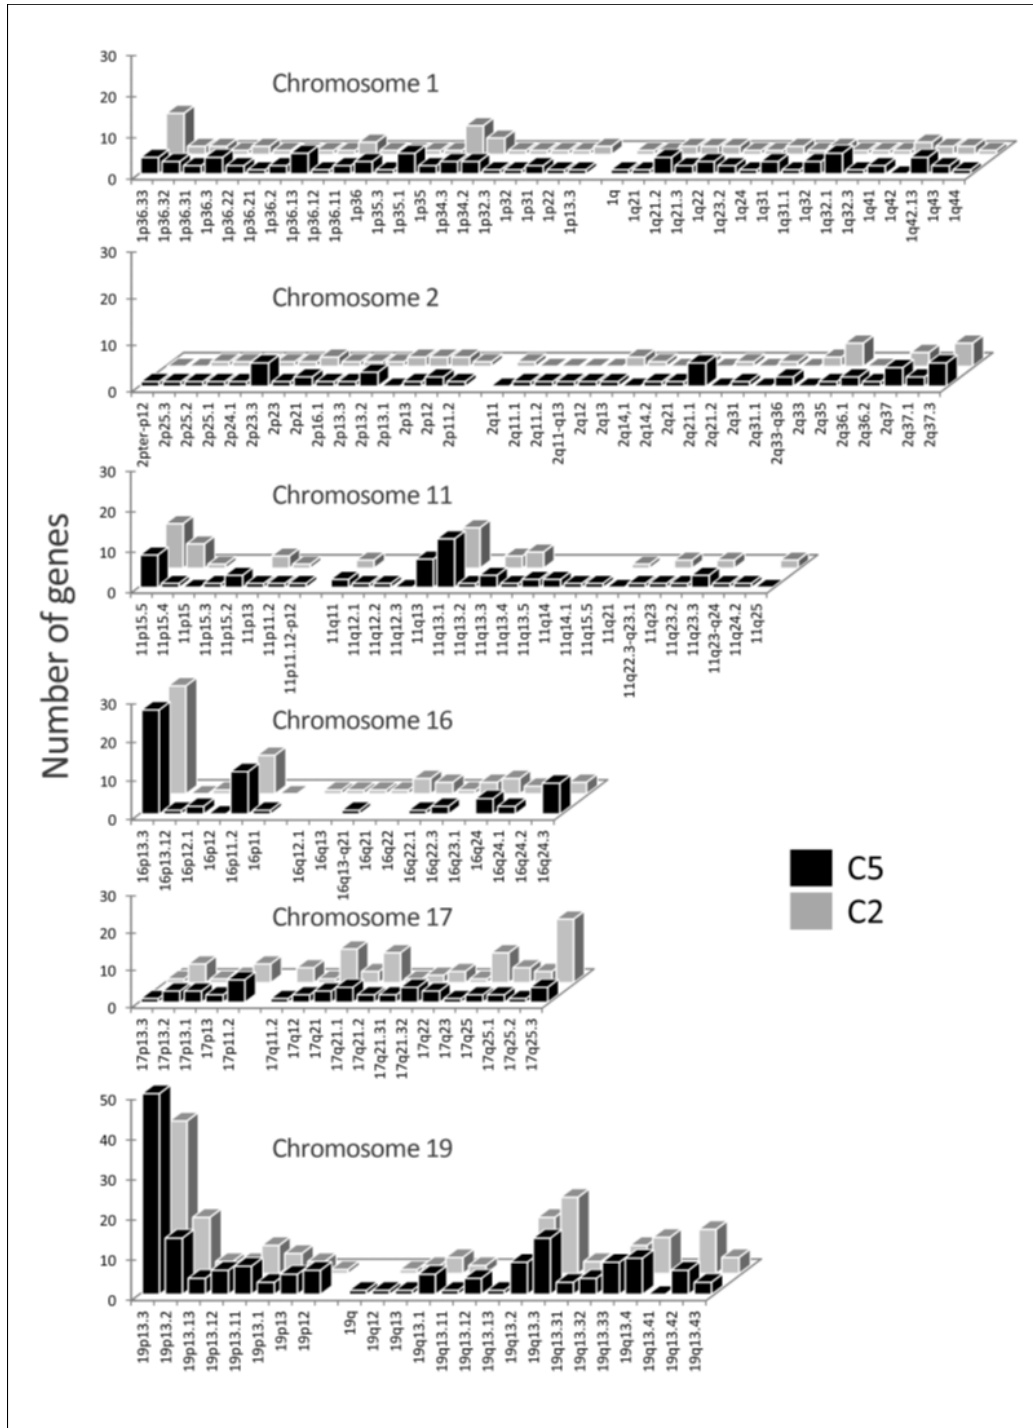 Number of genes
Chromosome 1
30
20
10
0
1p36.33
1p36.32
1p36.31
1p36.3
1p36.22
1p36.21
1p36.2
1p36.13
1p36.12
1p36.11
1p36
1p35.3
1p35.1
1p35
1p34.3
1p34.2
1p32.3
1p32
1p31
1p22
1p13.3
1q
1q21
1q21.2
1q21.3
1q22
1q23.2
1q24
1q31
1q31.1
1q32
1q32.1
1q32.3
1q41
1q42
1q42.13
1q43
1q44
Chromosome 2
30
20
10
0
2pter-p12
2p25.3
2p25.2
2p25.1
2p24.1
2p23.3
2p23
2p21
2p16.1
2p13.3
2p13.2
2p13.1
2p13
2p12
2p11.2
2q11
2q11.1
2q11.2
2q11-q13
2q12
2q13
2q14,1
2q14.2
2q21
2q21.1
2q21.2
2q31
2q31.1
2q33-q36
2q33
2q35
2q36.1
2q36.2
2q37
2q37.1
2q37.3
Chromosome 11
30
20
10
0
11p15.5
11p15.4
11p15
11p15.3
11p15.2
11p13
11p11.2
11p11.12-p12
11q11
11q12.1
11q12.2
11q12.3
11q13
11q13.1
11q13.2
11q13.3
11q13.4
11q13.5
11q14
11q14.1
11q15.5
11q21
11q22.3-q23.1
11q23
11q23.2
11q23.3
11q23-q24
11q24.2
11q25
Chromosome 16
30
20
10
0
16p13.3
16p13.12
16p12.1
16p12
16p11.2
16p11
16q12.1
16q13
16q13-q21
16q21
16q22
16q22.1
16q22.3
16q23.1
16q24
16q24.1
16q24.2
16q24.3
C5
C2
Chromosome 17
30
20
10
0
17p13.3
17p13.2
17p13.1
17p13
17p11.2
17q11.2
17q12
17q21
17q21.1
17q21.2
17q21.31
17q21.32
17q22
17q23
17q25
17q25.1
17q25.2
17q25.3
Chromosome 19
50
40
30
20
10
0
19p13.3
19p13.2
19p13.13
19p13.12
19p13.11
19p13.1
19p13
19p12
19q
19q12
19q13
19q13.1
19q13.11
19q13.12
19q13.13
19q13.2
19q13.3
19q13.31
19q13.33
19q13.4
19q13.41
19q13.42
19q13.43